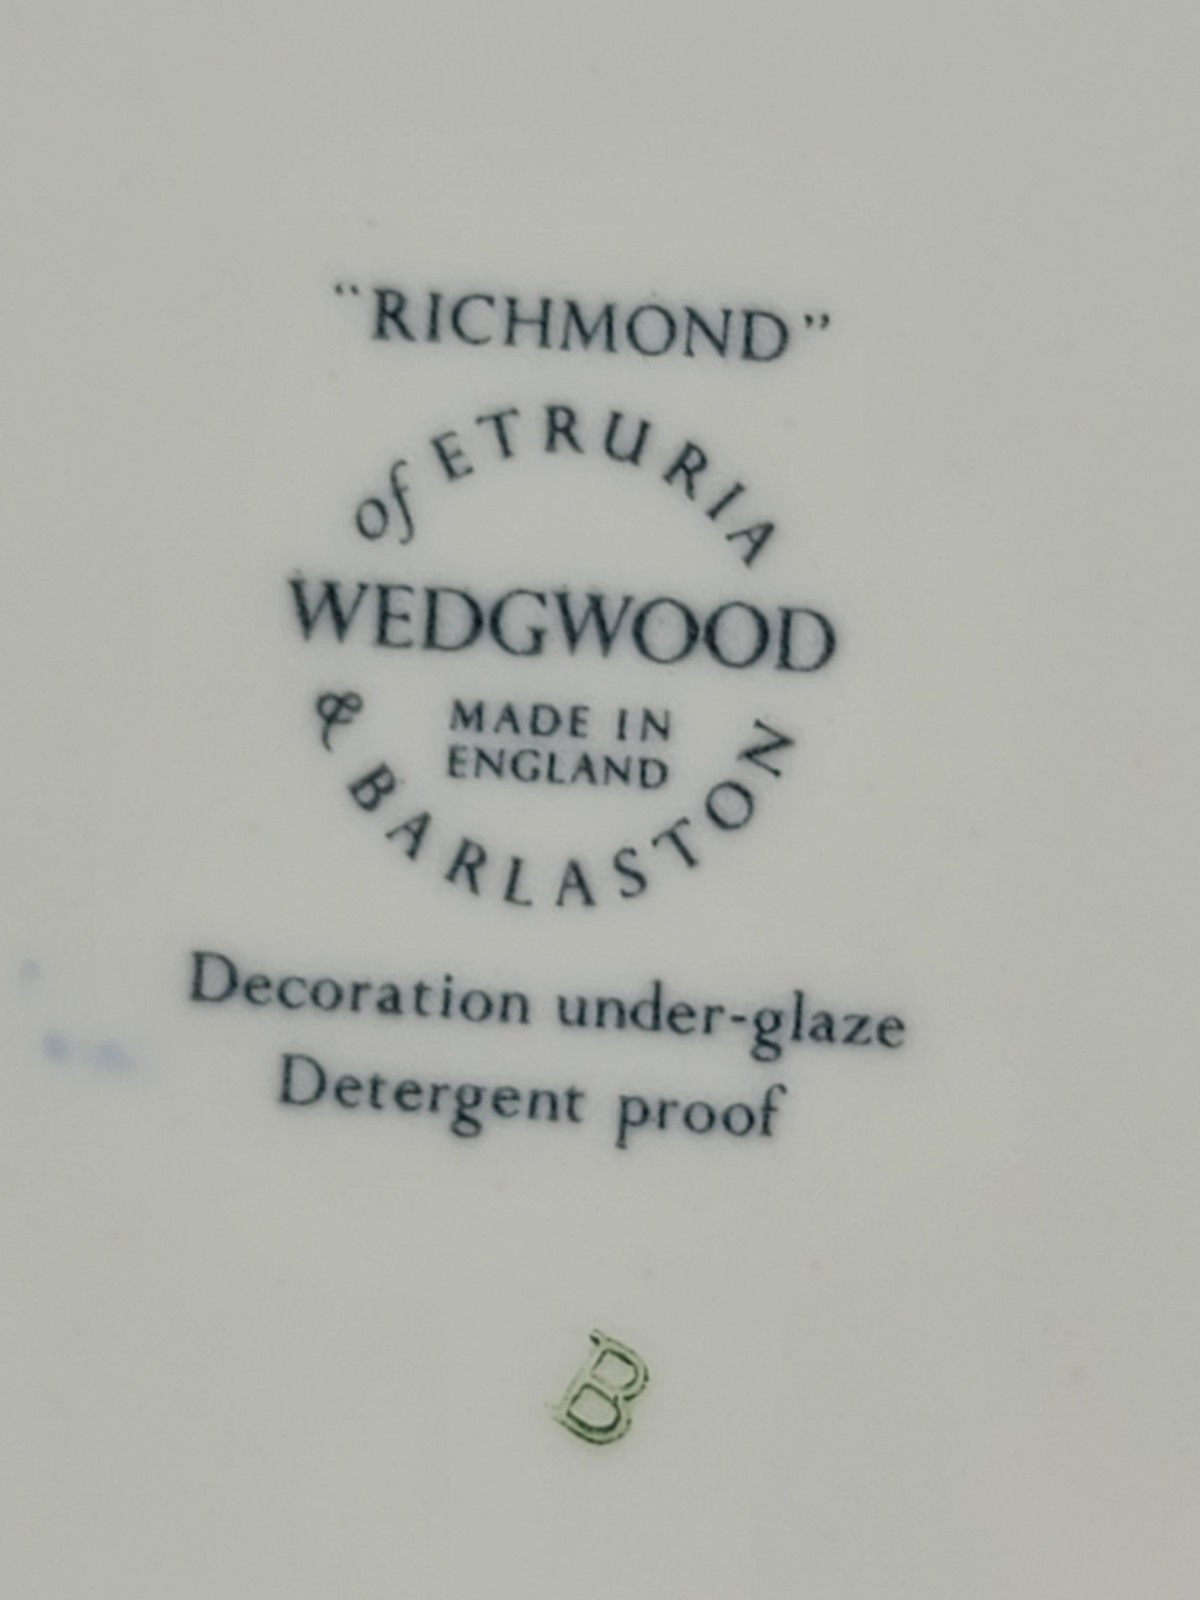 “RICHMOND”
of ETRURIA
WEDGWOOD
MADE IN
ENGLAND
& BARLASTON
Decoration under-glaze
Detergent proof
B